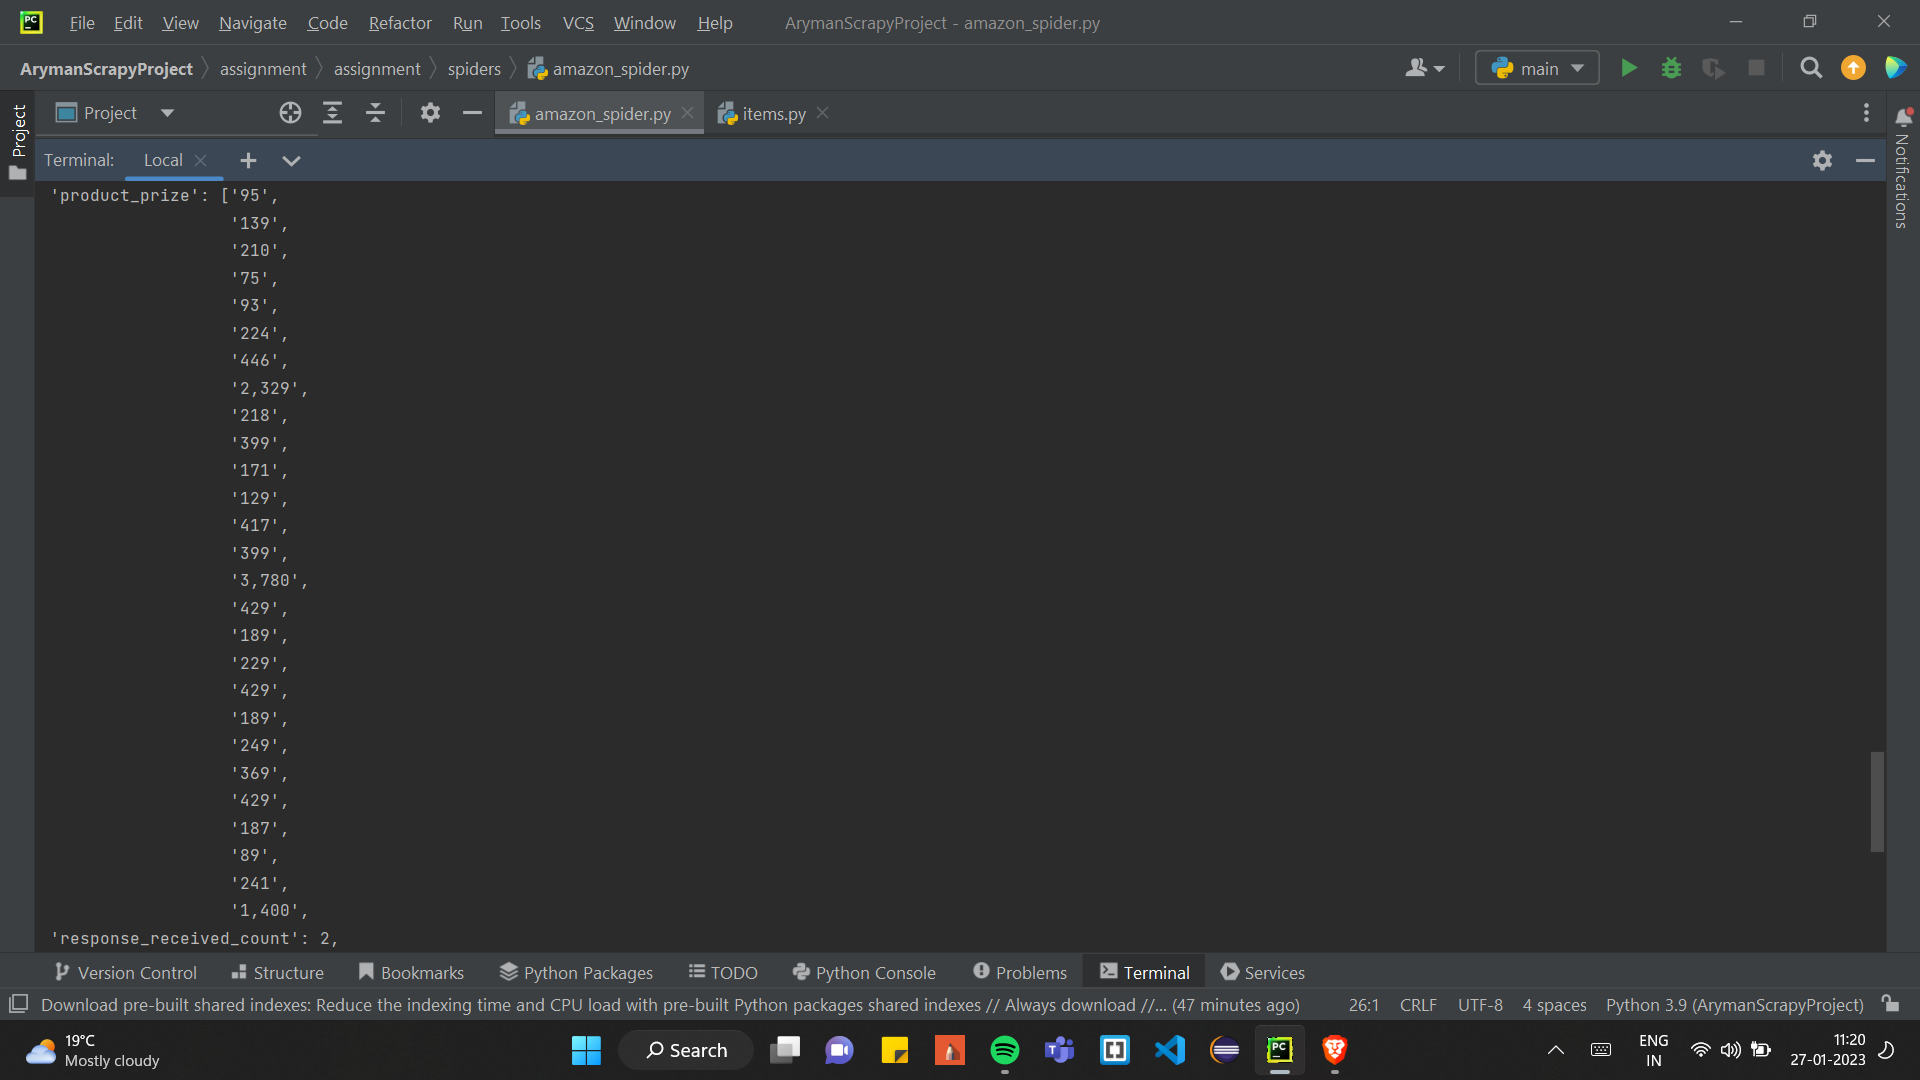 File Edit View Navigate Code Refactor Run Tools VCS Window Help ArymanScrapyProject - amazon_spider.py
ArymanScrapyProject assignment assignment spiders amazon_spider.py main
Project amazon_spider.py items.py
Project
Notifications
Terminal: Local
'product_prize': ['95',
'139',
'210',
'75',
'93',
'224',
'446',
'2,329',
'218',
'399',
'171',
'129',
'417',
'399',
'3,780',
'429',
'189',
'229',
'429',
'189',
'249',
'369',
'429',
'187',
'89',
'241',
'1,400',
'response_received_count': 2,
Version Control Structure Bookmarks Python Packages TODO Python Console Problems Terminal Services
Download pre-built shared indexes: Reduce the indexing time and CPU load with pre-built Python packages shared indexes // Always download //... (47 minutes ago) 26:1 CRLF UTF-8 4 spaces Python 3.9 (ArymanScrapyProject)
19°C
Mostly cloudy
Search
ENG
IN
11:20
27-01-2023